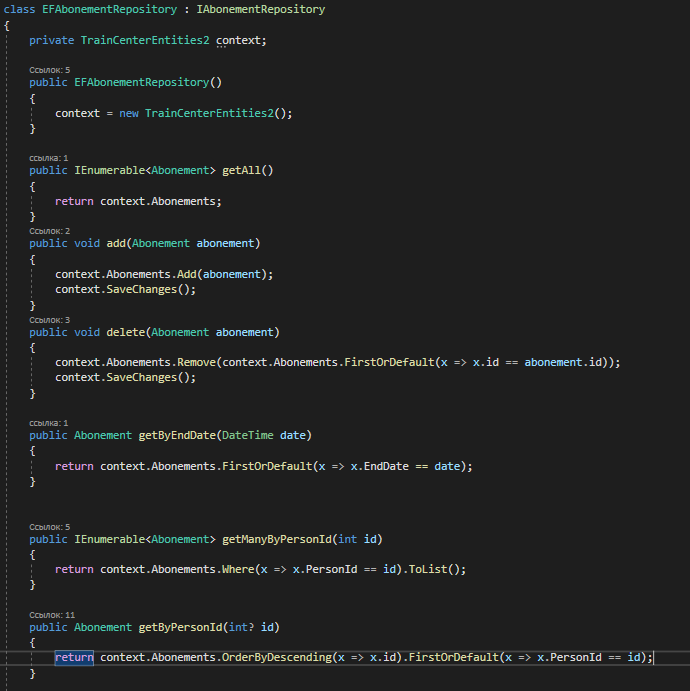 class EFAbonementRepository : IAbonementRepository
{
private TrainCenterEntities2 context;
Ссылок: 5
public EFAbonementRepository()
{
context = new TrainCenterEntities2();
}
ссылка: 1
public IEnumerable<Abonement> getAll()
{
return context.Abonements;
}
Ссылок: 2
public void add(Abonement abonement)
{
context.Abonements.Add(abonement);
context.SaveChanges();
}
Ссылок: 3
public void delete(Abonement abonement)
{
context.Abonements.Remove(context.Abonements.FirstOrDefault(x => x.id == abonement.id));
context.SaveChanges();
}
ссылка: 1
public Abonement getByEndDate(DateTime date)
{
return context.Abonements.FirstOrDefault(x => x.EndDate == date);
}
Ссылок: 5
public IEnumerable<Abonement> getManyByPersonId(int id)
{
return context.Abonements.Where(x => x.PersonId == id).ToList();
}
Ссылок: 11
public Abonement getByPersonId(int? id)
{
return context.Abonements.OrderByDescending(x => x.id).FirstOrDefault(x => x.PersonId == id);
}